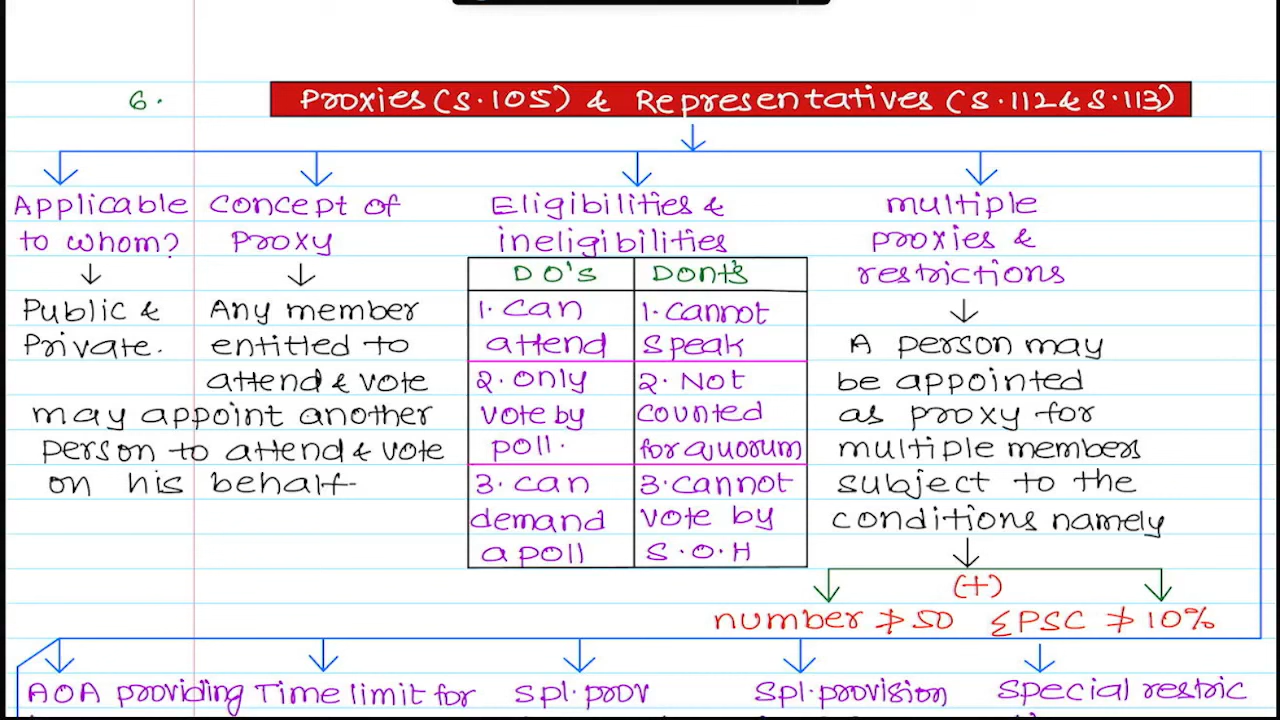 6.
Proxies (S.105) & Representatives (S.112 & S.113)
Applicable
to whom?
Public &
Private.
Concept of
Proxy
Any member
entitled to
attend & vote
may appoint another
person to attend & vote
on his behalf
Eligibilities &
ineligibilities
DO's
Dont's
1. can
attend
1. cannot
speak
2. only
vote by
poll.
2. Not
counted
for quorum
3. can
demand
a poll
3. cannot
vote by
S.O.H
multiple
proxies &
restrictions
A person may
be appointed
as proxy for
multiple members
subject to the
conditions namely
(+)
number ≯ 50
ΣPSC ≯ 10%
AOA providing
Time limit for
Spl. prov
Spl. provision
Special restric